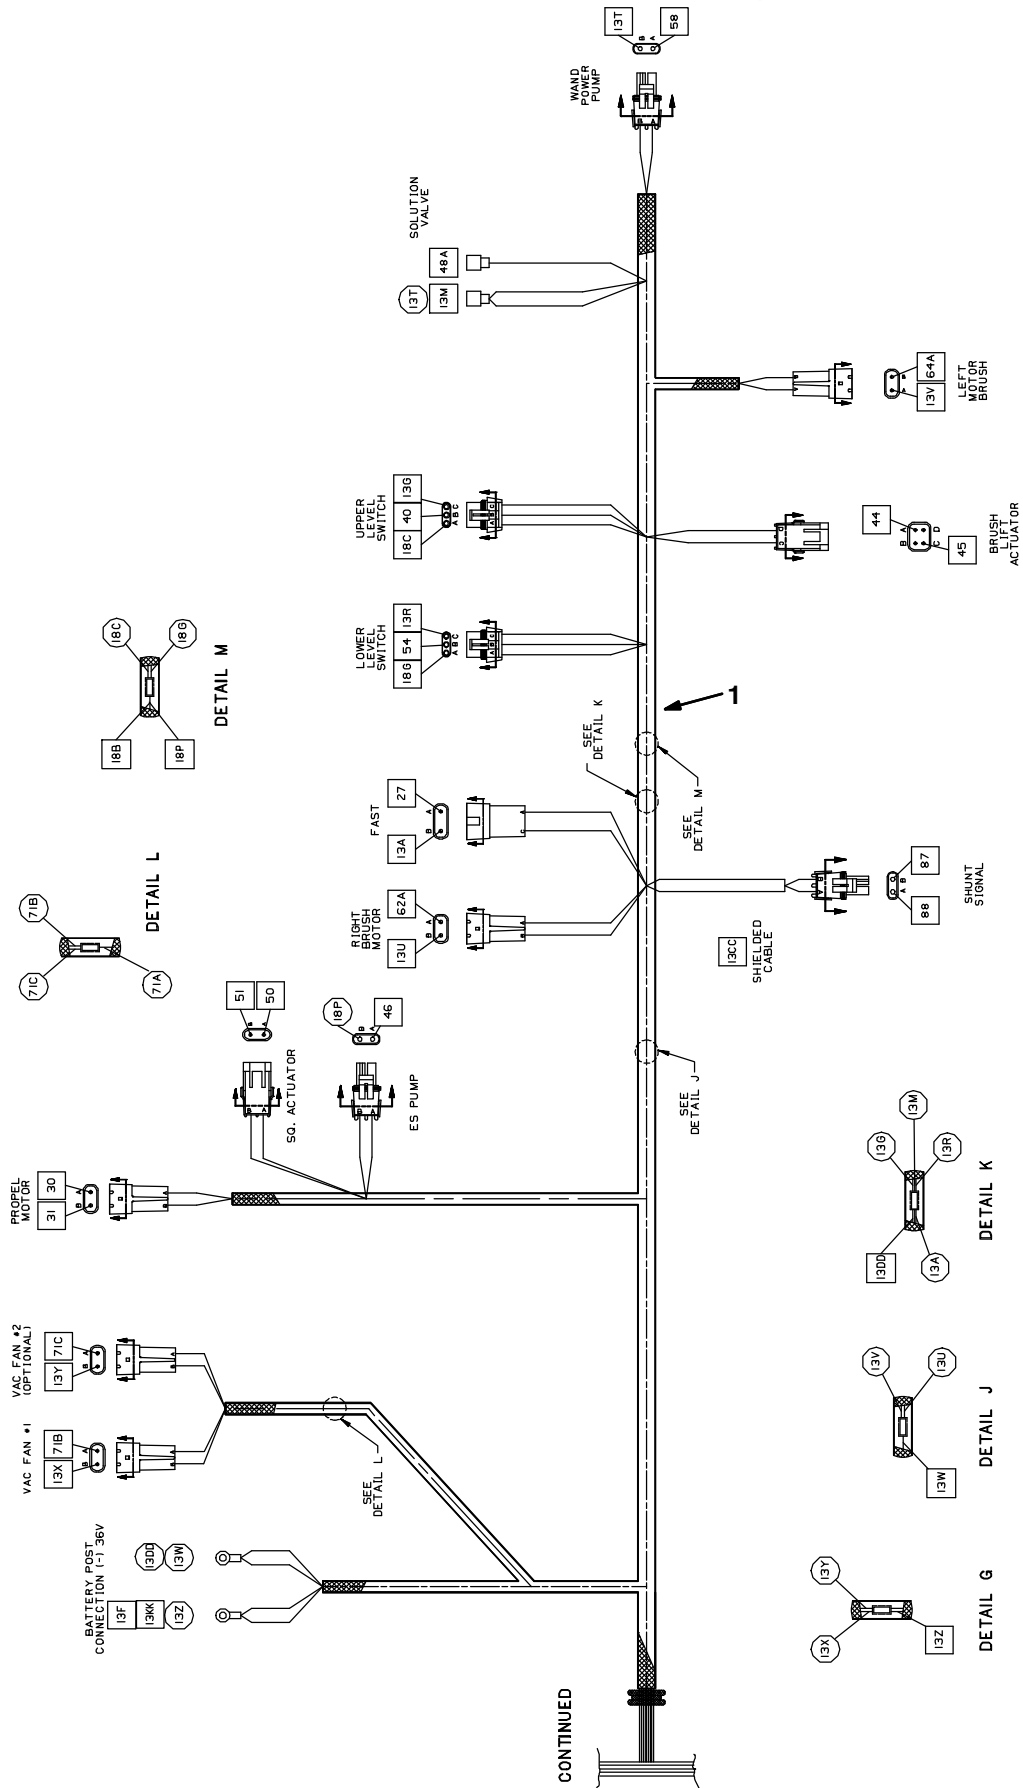 13T
58
B
A
WAND
POWER
PUMP
B
A
SOLUTION
VALVE
48A
13T
13M
64A
13V
B
A
LEFT
MOTOR
BRUSH
UPPER
LEVEL
SWITCH
13G
40
18C
A B C
44
45
A
B
C
D
BRUSH
LIFT
ACTUATOR
LOWER
LEVEL
SWITCH
13R
54
18G
A B C
18C
18G
18B
18P
DETAIL M
1
SEE
DETAIL K
SEE
DETAIL M
FAST
27
13A
A
B
RIGHT
BRUSH
MOTOR
62A
13U
A
B
13CC
SHIELDED
CABLE
87
88
A B
SHUNT
SIGNAL
71B
71C
71A
DETAIL L
51
50
B
A
SQ. ACTUATOR
B
A
18P
46
B
A
ES PUMP
B
A
SEE
DETAIL J
PROPEL
MOTOR
30
31
A
B
13G
13M
13R
13DD
13A
DETAIL K
VAC FAN #2
(OPTIONAL)
71C
13Y
A
B
VAC FAN #1
71B
13X
A
B
SEE
DETAIL L
13V
13U
13W
DETAIL J
BATTERY POST
CONNECTION (-) 36V
13DD
13W
13F
13KK
13Z
13Y
13X
13Z
DETAIL G
CONTINUED